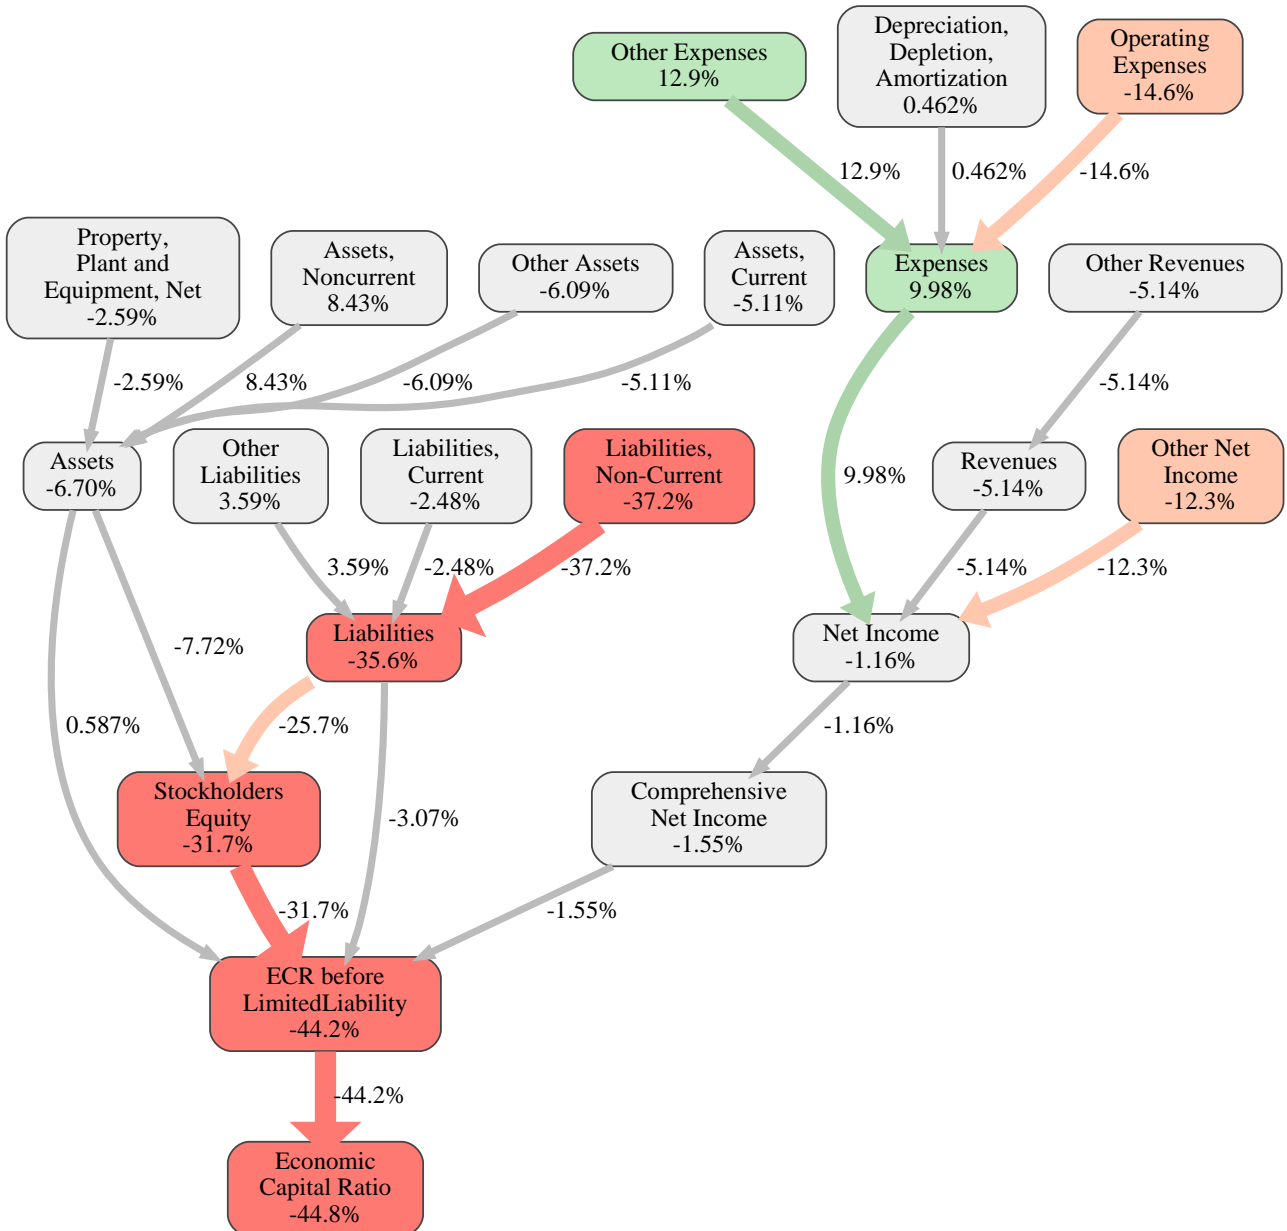 Other Expenses
12.9%
Depreciation,
Depletion,
Amortization
0.462%
Operating
Expenses
-14.6%
12.9%
0.462%
-14.6%
Property,
Plant and
Equipment, Net
-2.59%
Assets,
Noncurrent
8.43%
Other Assets
-6.09%
Assets,
Current
-5.11%
Expenses
9.98%
Other Revenues
-5.14%
-2.59%
8.43%
-6.09%
-5.11%
-5.14%
Assets
-6.70%
Other
Liabilities
3.59%
Liabilities,
Current
-2.48%
Liabilities,
Non-Current
-37.2%
9.98%
Revenues
-5.14%
Other Net
Income
-12.3%
3.59%
-2.48%
-37.2%
-5.14%
-12.3%
-7.72%
Liabilities
-35.6%
Net Income
-1.16%
0.587%
-25.7%
-1.16%
Stockholders
Equity
-31.7%
-3.07%
Comprehensive
Net Income
-1.55%
-31.7%
-1.55%
ECR before
LimitedLiability
-44.2%
-44.2%
Economic
Capital Ratio
-44.8%